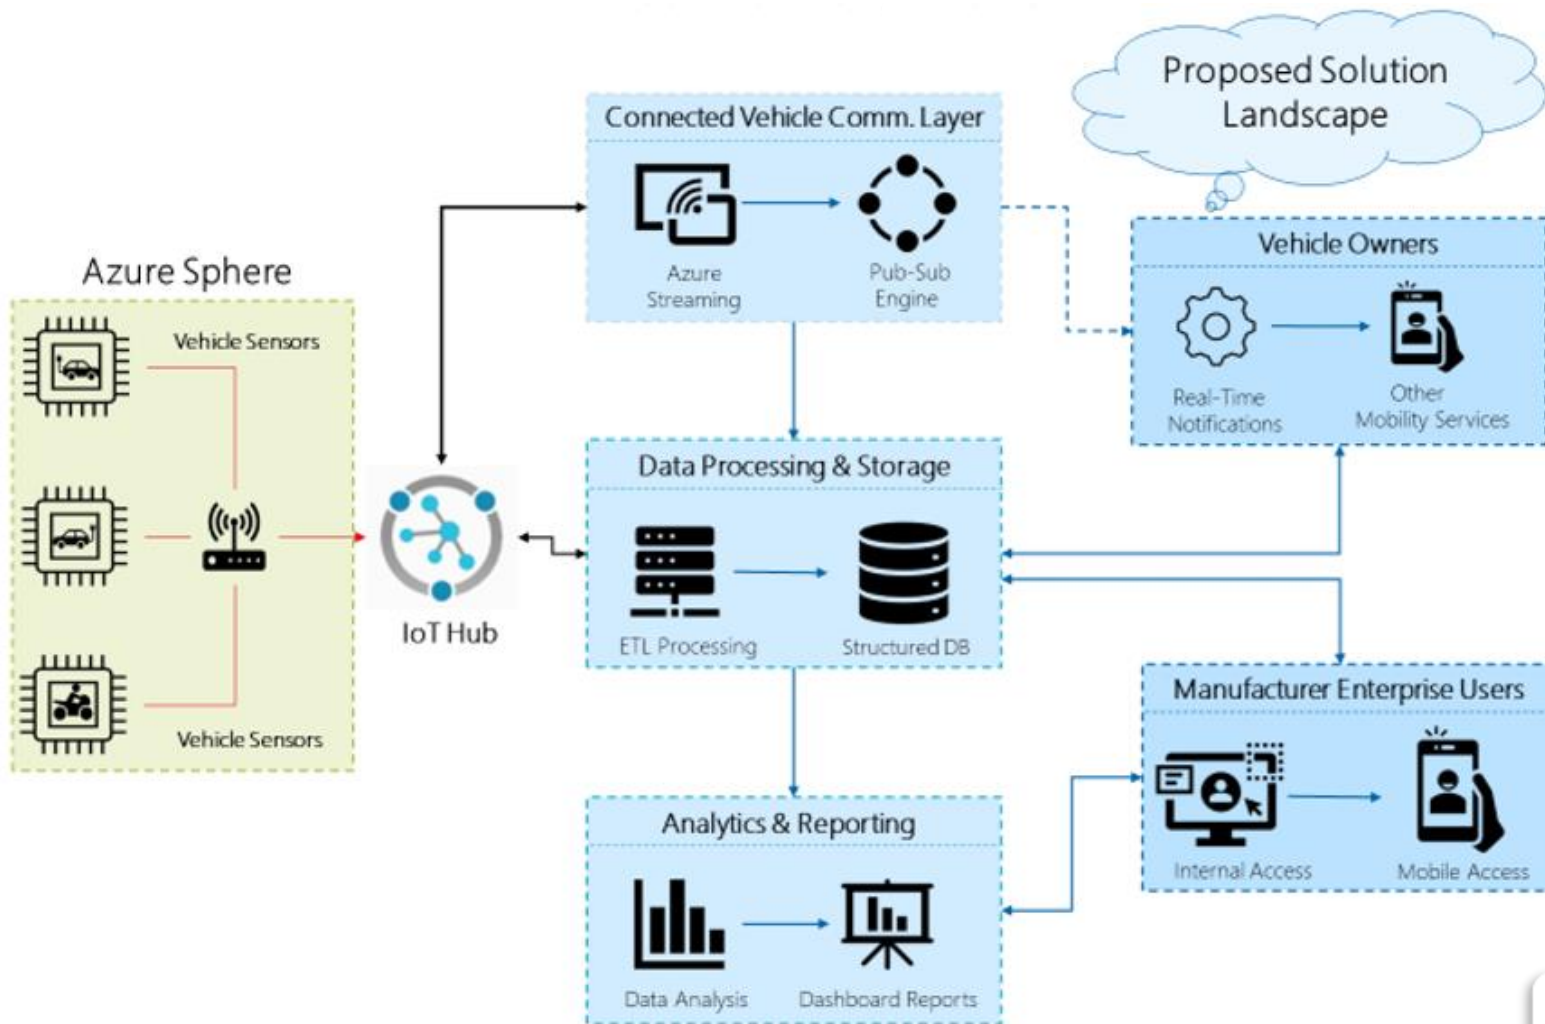 Proposed Solution
Landscape
Connected Vehicle Comm. Layer
Azure
Streaming
Pub-Sub
Engine
Vehicle Owners
Real-Time
Notifications
Other
Mobility Services
Azure Sphere
Vehicle Sensors
Vehicle Sensors
IoT Hub
Data Processing & Storage
ETL Processing
Structured DB
Manufacturer Enterprise Users
Internal Access
Mobile Access
Analytics & Reporting
Data Analysis
Dashboard Reports